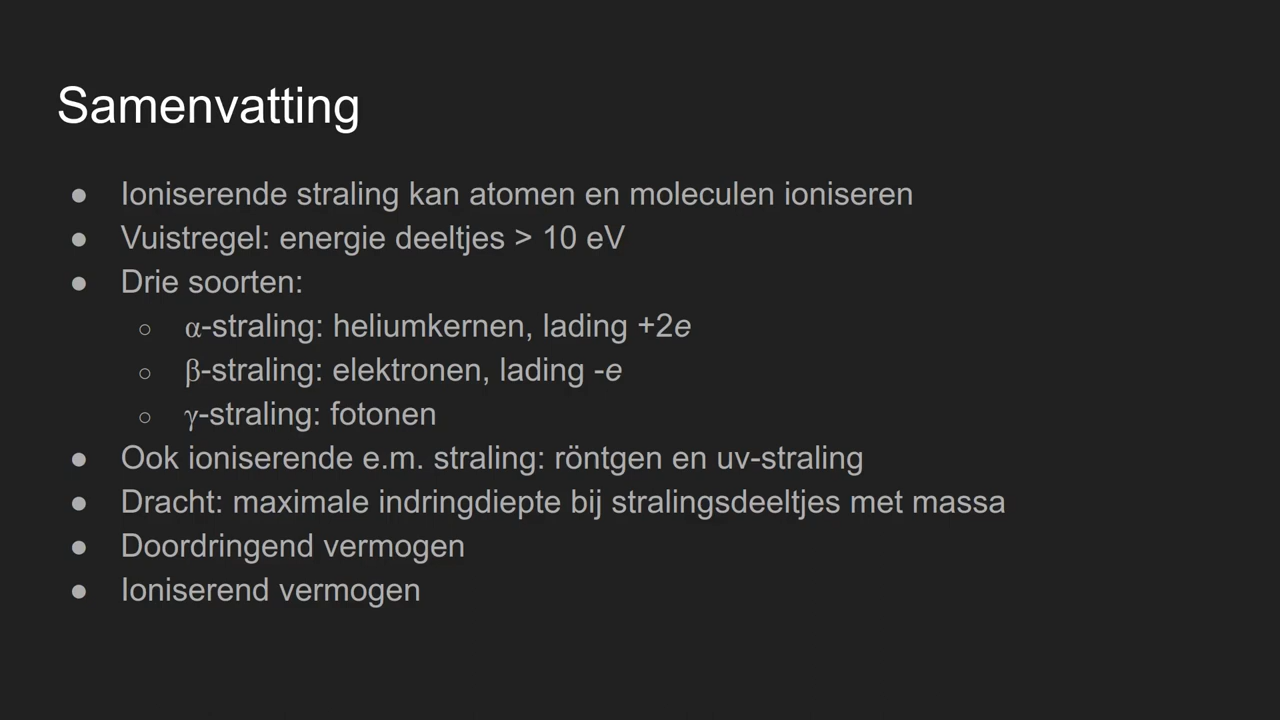 Samenvatting
● Ioniserende straling kan atomen en moleculen ioniseren
● Vuistregel: energie deeltjes > 10 eV
● Drie soorten:
○ α-straling: heliumkernen, lading +2e
○ β-straling: elektronen, lading -e
○ γ-straling: fotonen
● Ook ioniserende e.m. straling: röntgen en uv-straling
● Dracht: maximale indringdiepte bij stralingsdeeltjes met massa
● Doordringend vermogen
● Ioniserend vermogen